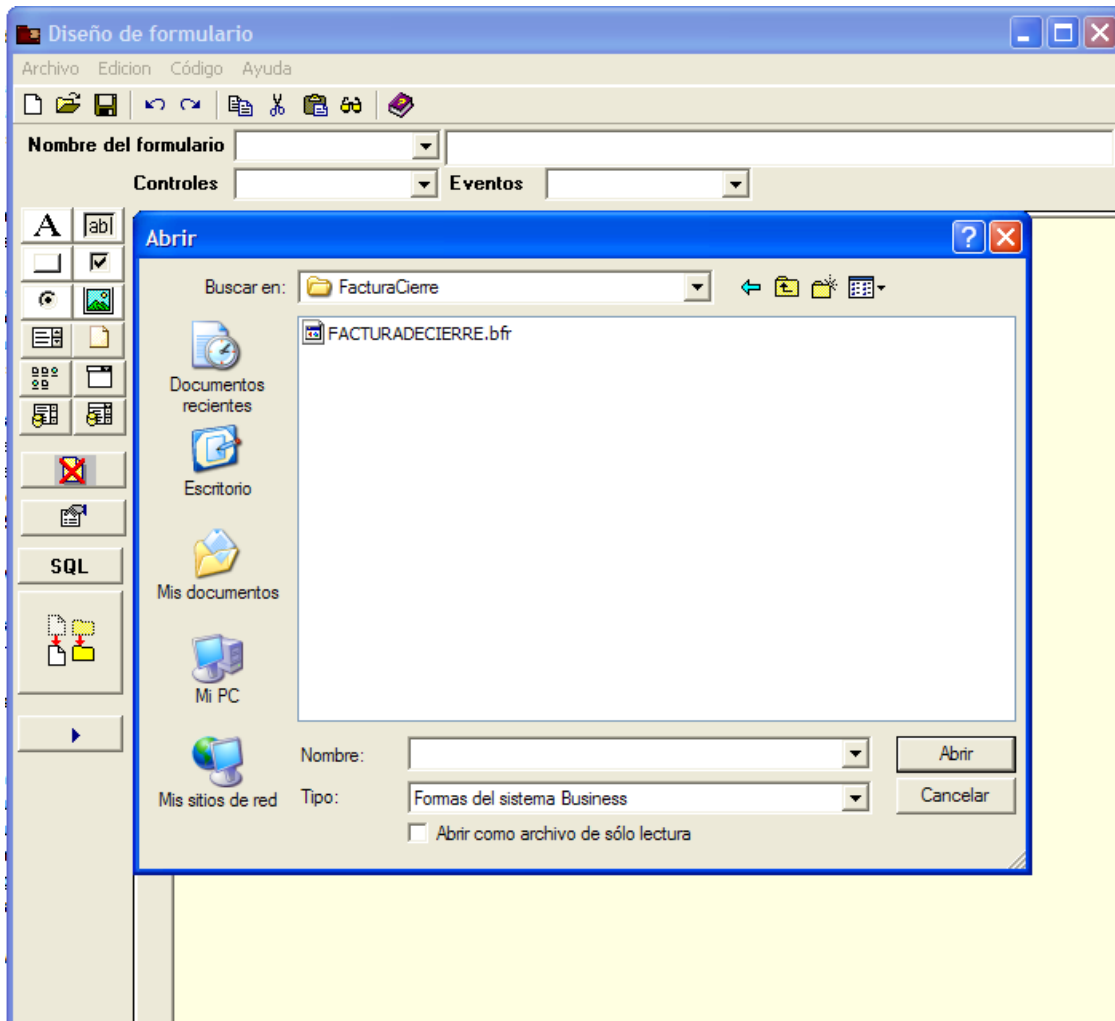 Diseño de formulario
Archivo Edicion Código Ayuda
Nombre del formulario
Controles Eventos
A ab|
Abrir
Buscar en: FacturaCierre
FACTURADECIERRE.bfr
Documentos
recientes
Escritorio
SQL
Mis documentos
Mi PC
Nombre: Abrir
Mis sitios de red Tipo: Formas del sistema Business Cancelar
Abrir como archivo de sólo lectura